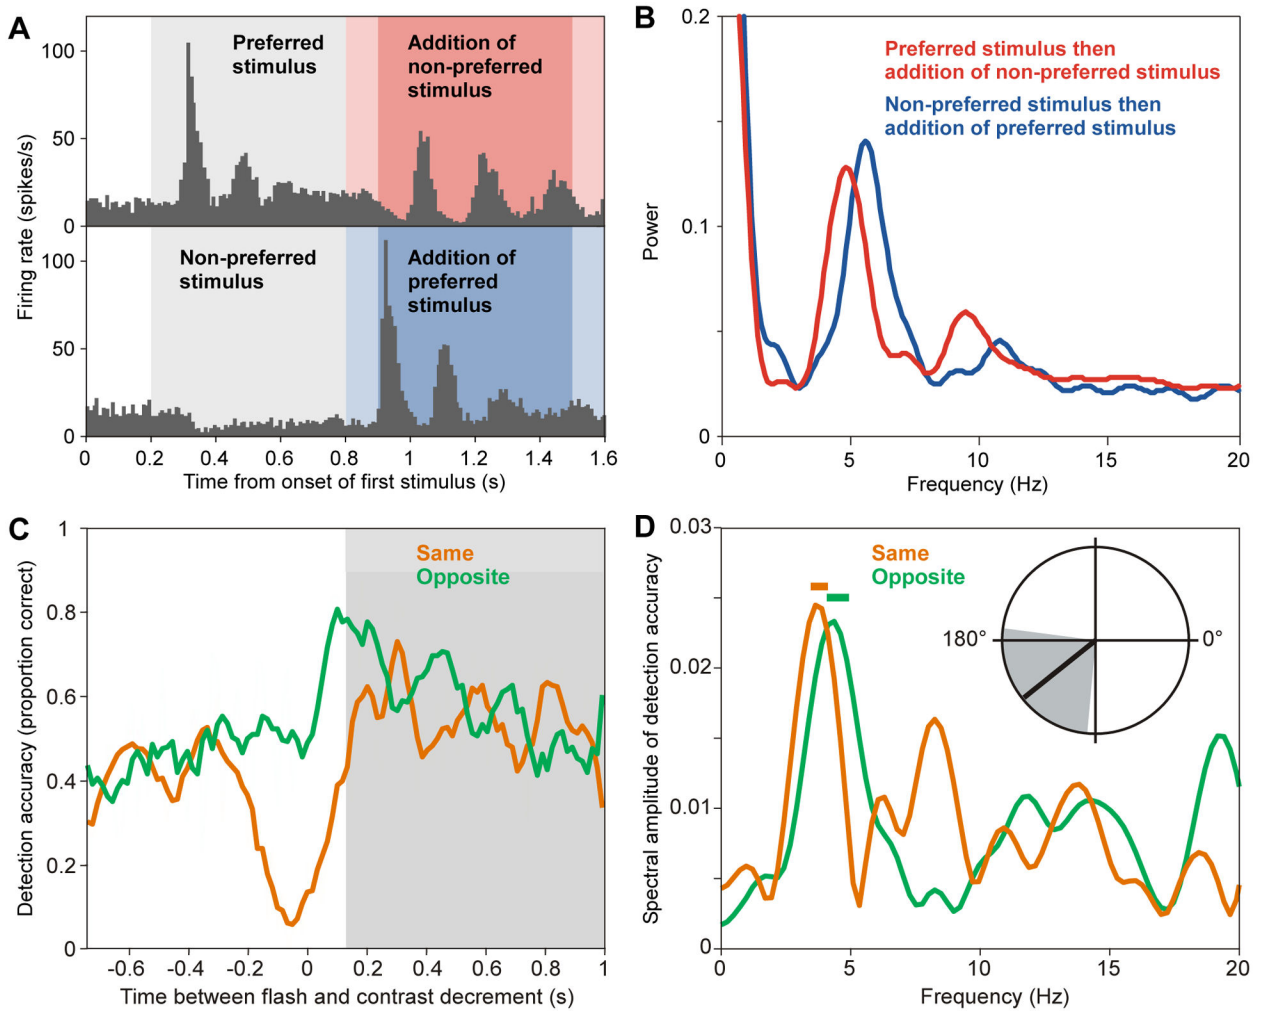 A
Preferred
stimulus
Addition of
non-preferred
stimulus
100
50
0
Firing rate (spikes/s)
Non-preferred
stimulus
Addition of
preferred
stimulus
100
50
0
0 0.2 0.4 0.6 0.8 1 1.2 1.4 1.6
Time from onset of first stimulus (s)
B
Preferred stimulus then
addition of non-preferred stimulus
Non-preferred stimulus then
addition of preferred stimulus
0.2
0.1
0
Power
0 5 10 15 20
Frequency (Hz)
C
Same
Opposite
1
0.8
0.6
0.4
0.2
0
Detection accuracy (proportion correct)
-0.6 -0.4 -0.2 0 0.2 0.4 0.6 0.8 1
Time between flash and contrast decrement (s)
D
Same
Opposite
180° 0°
0.03
0.02
0.01
0
Spectral amplitude of detection accuracy
0 5 10 15 20
Frequency (Hz)